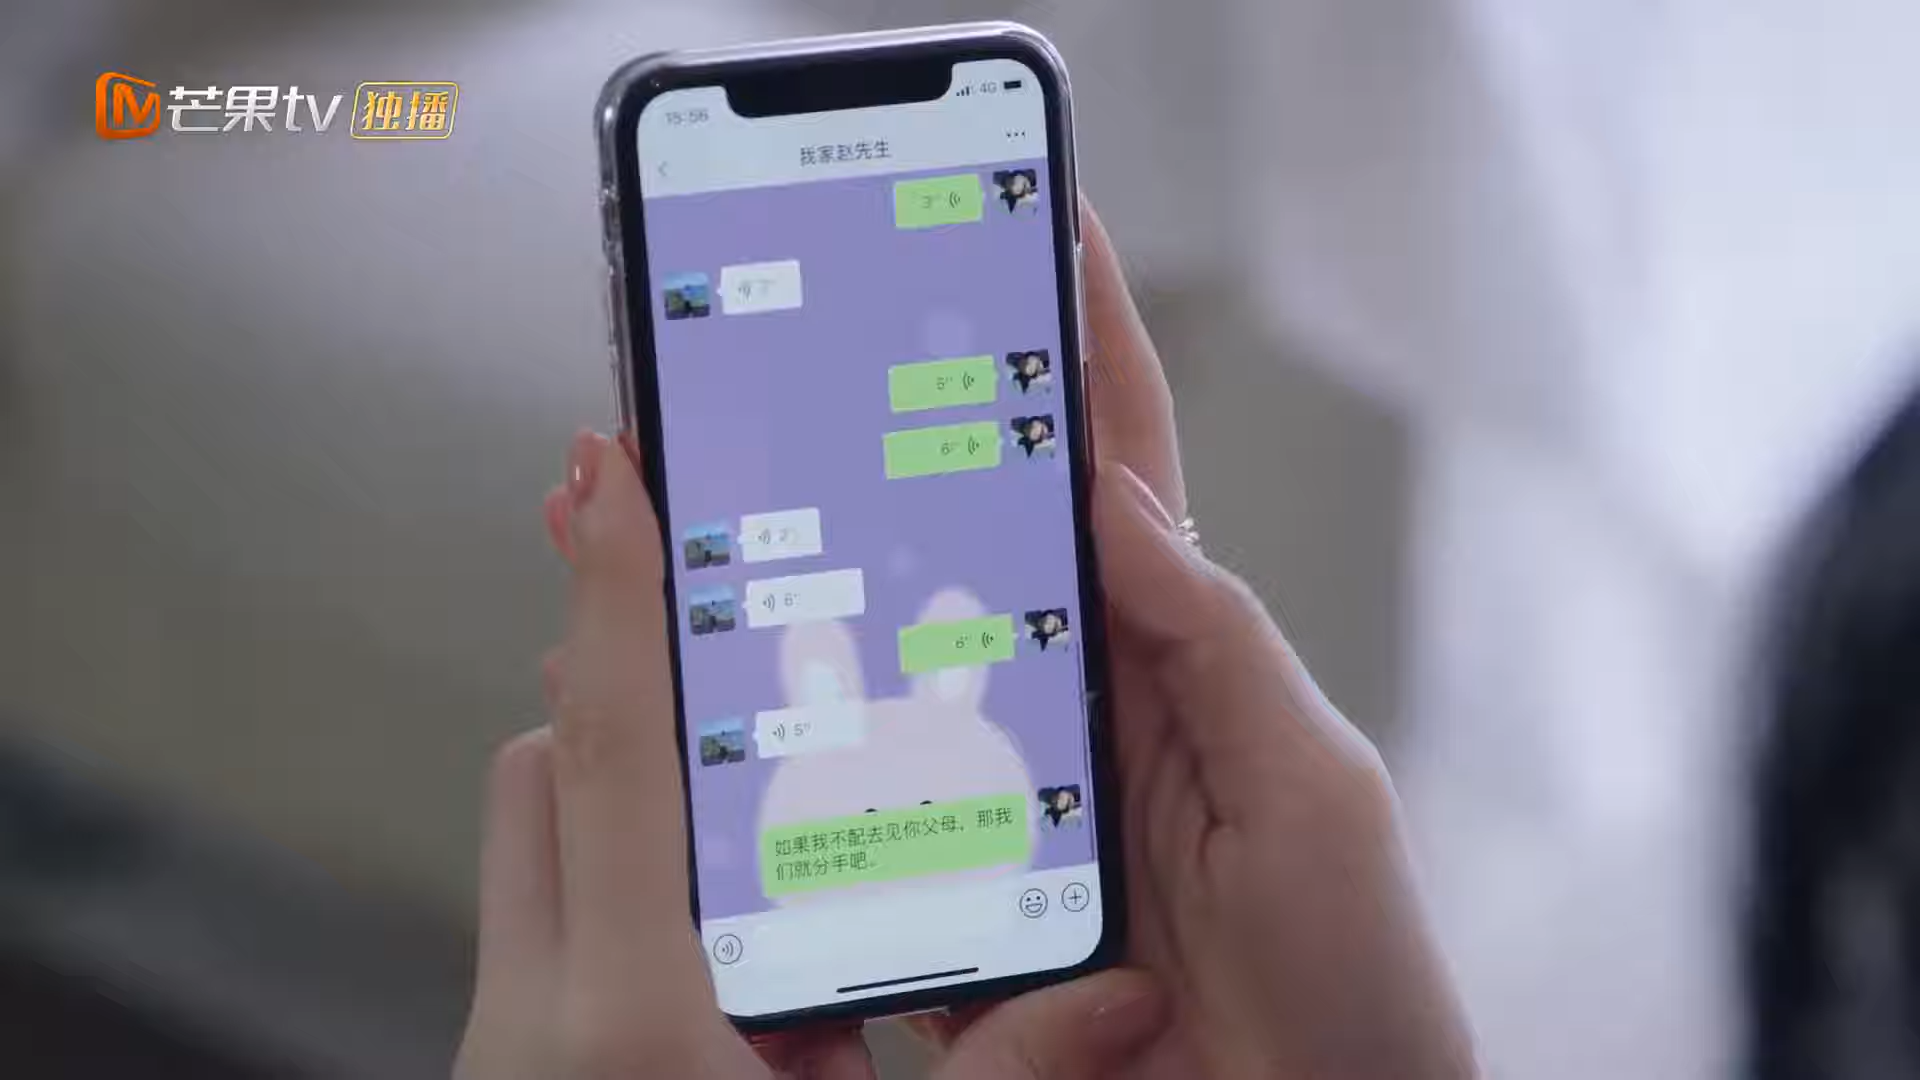 芒果tv 独播
15:56
4G
我家赵先生
3"
6"
6"
2"
6"
6"
5"
如果我不配去见你父母，那我
们就分手吧。